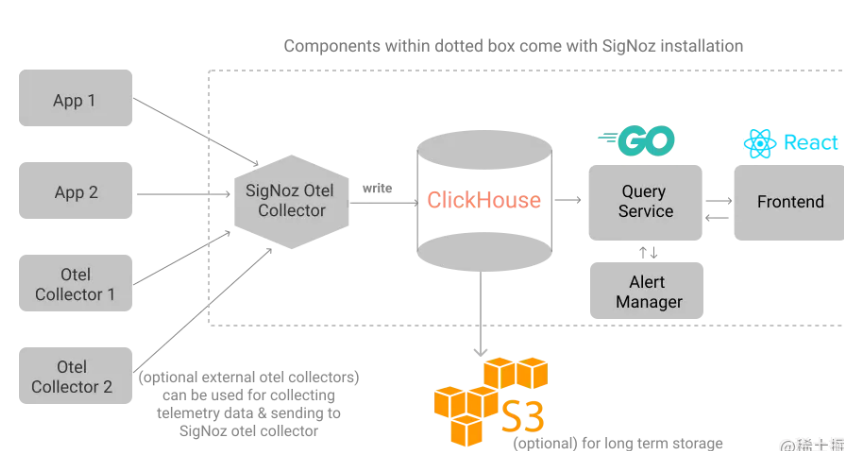 Components within dotted box come with SigNoz installation
App 1
App 2
Otel
Collector 1
Otel
Collector 2
SigNoz Otel
Collector
write
ClickHouse
GO
Query
Service
React
Frontend
Alert
Manager
(optional external otel collectors)
can be used for collecting
telemetry data & sending to
SigNoz otel collector
S3
(optional) for long term storage
@稀土掘